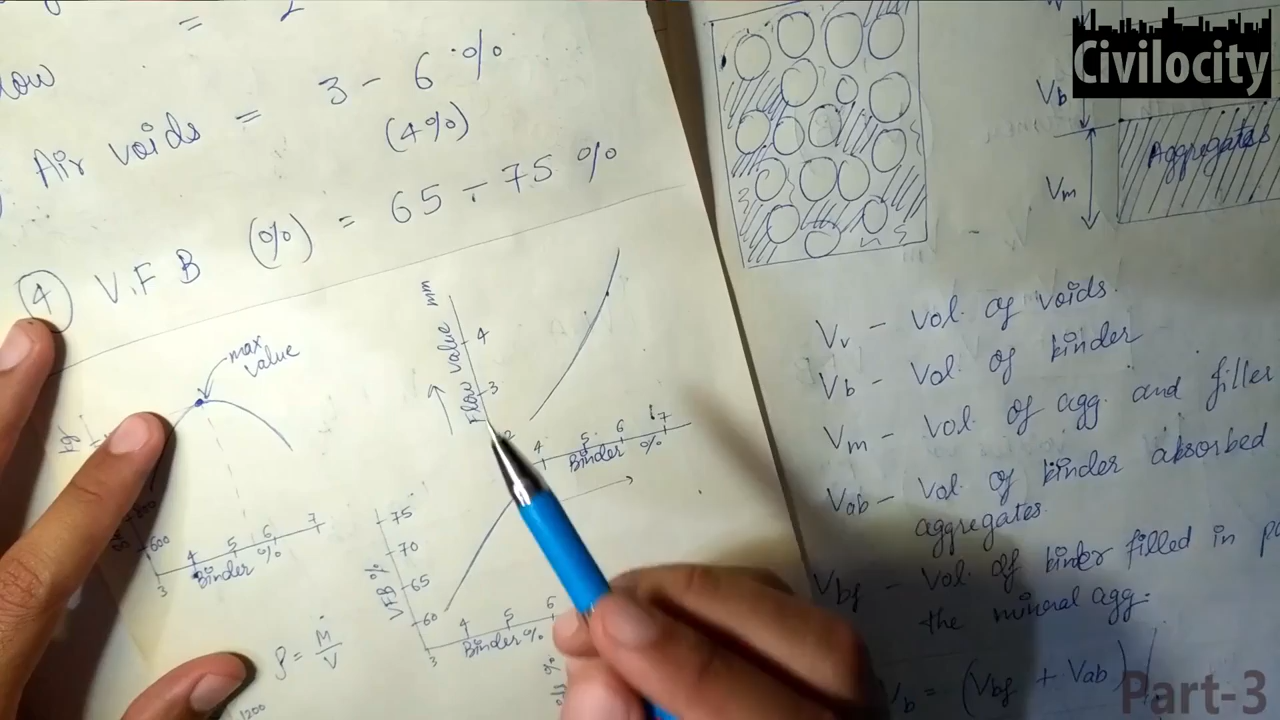 =
Air voids = 3 - 6 %
(4%)
④ V.F B (%) = 65 - 75 %
max
value
600
3 4 5 6 7
Binder %
Flow value mm
4
3
2
4 5 6 7
Binder %
VFB %
75
70
65
60
3 4 5 6
Binder %
ρ = M/V
1200
Civilocity
Vb
Vm
Aggregates
Vv - Vol. of voids.
Vb - Vol. of binder
Vm - Vol. of agg. and filler
Vab - Vol. of binder absorbed
aggregates.
Vbf - Vol. of binder filled in
the mineral agg.
Vb = (Vbf + Vab)
Part-3